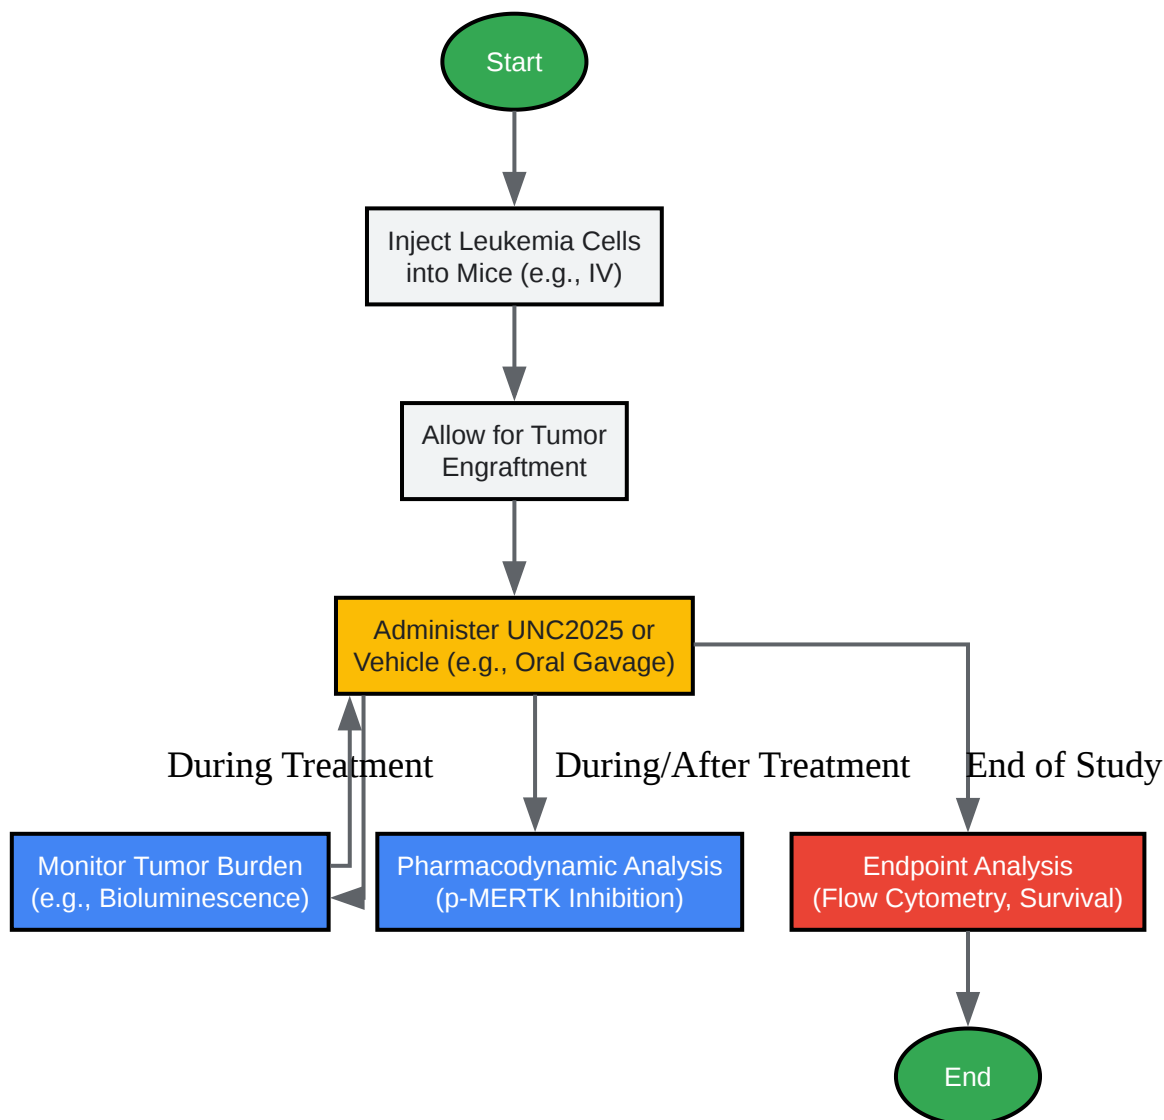 Start
Inject Leukemia Cells
into Mice (e.g., IV)
Allow for Tumor
Engraftment
Administer UNC2025 or
Vehicle (e.g., Oral Gavage)
During Treatment
During/After Treatment
End of Study
Monitor Tumor Burden
(e.g., Bioluminescence)
Pharmacodynamic Analysis
(p-MERTK Inhibition)
Endpoint Analysis
(Flow Cytometry, Survival)
End